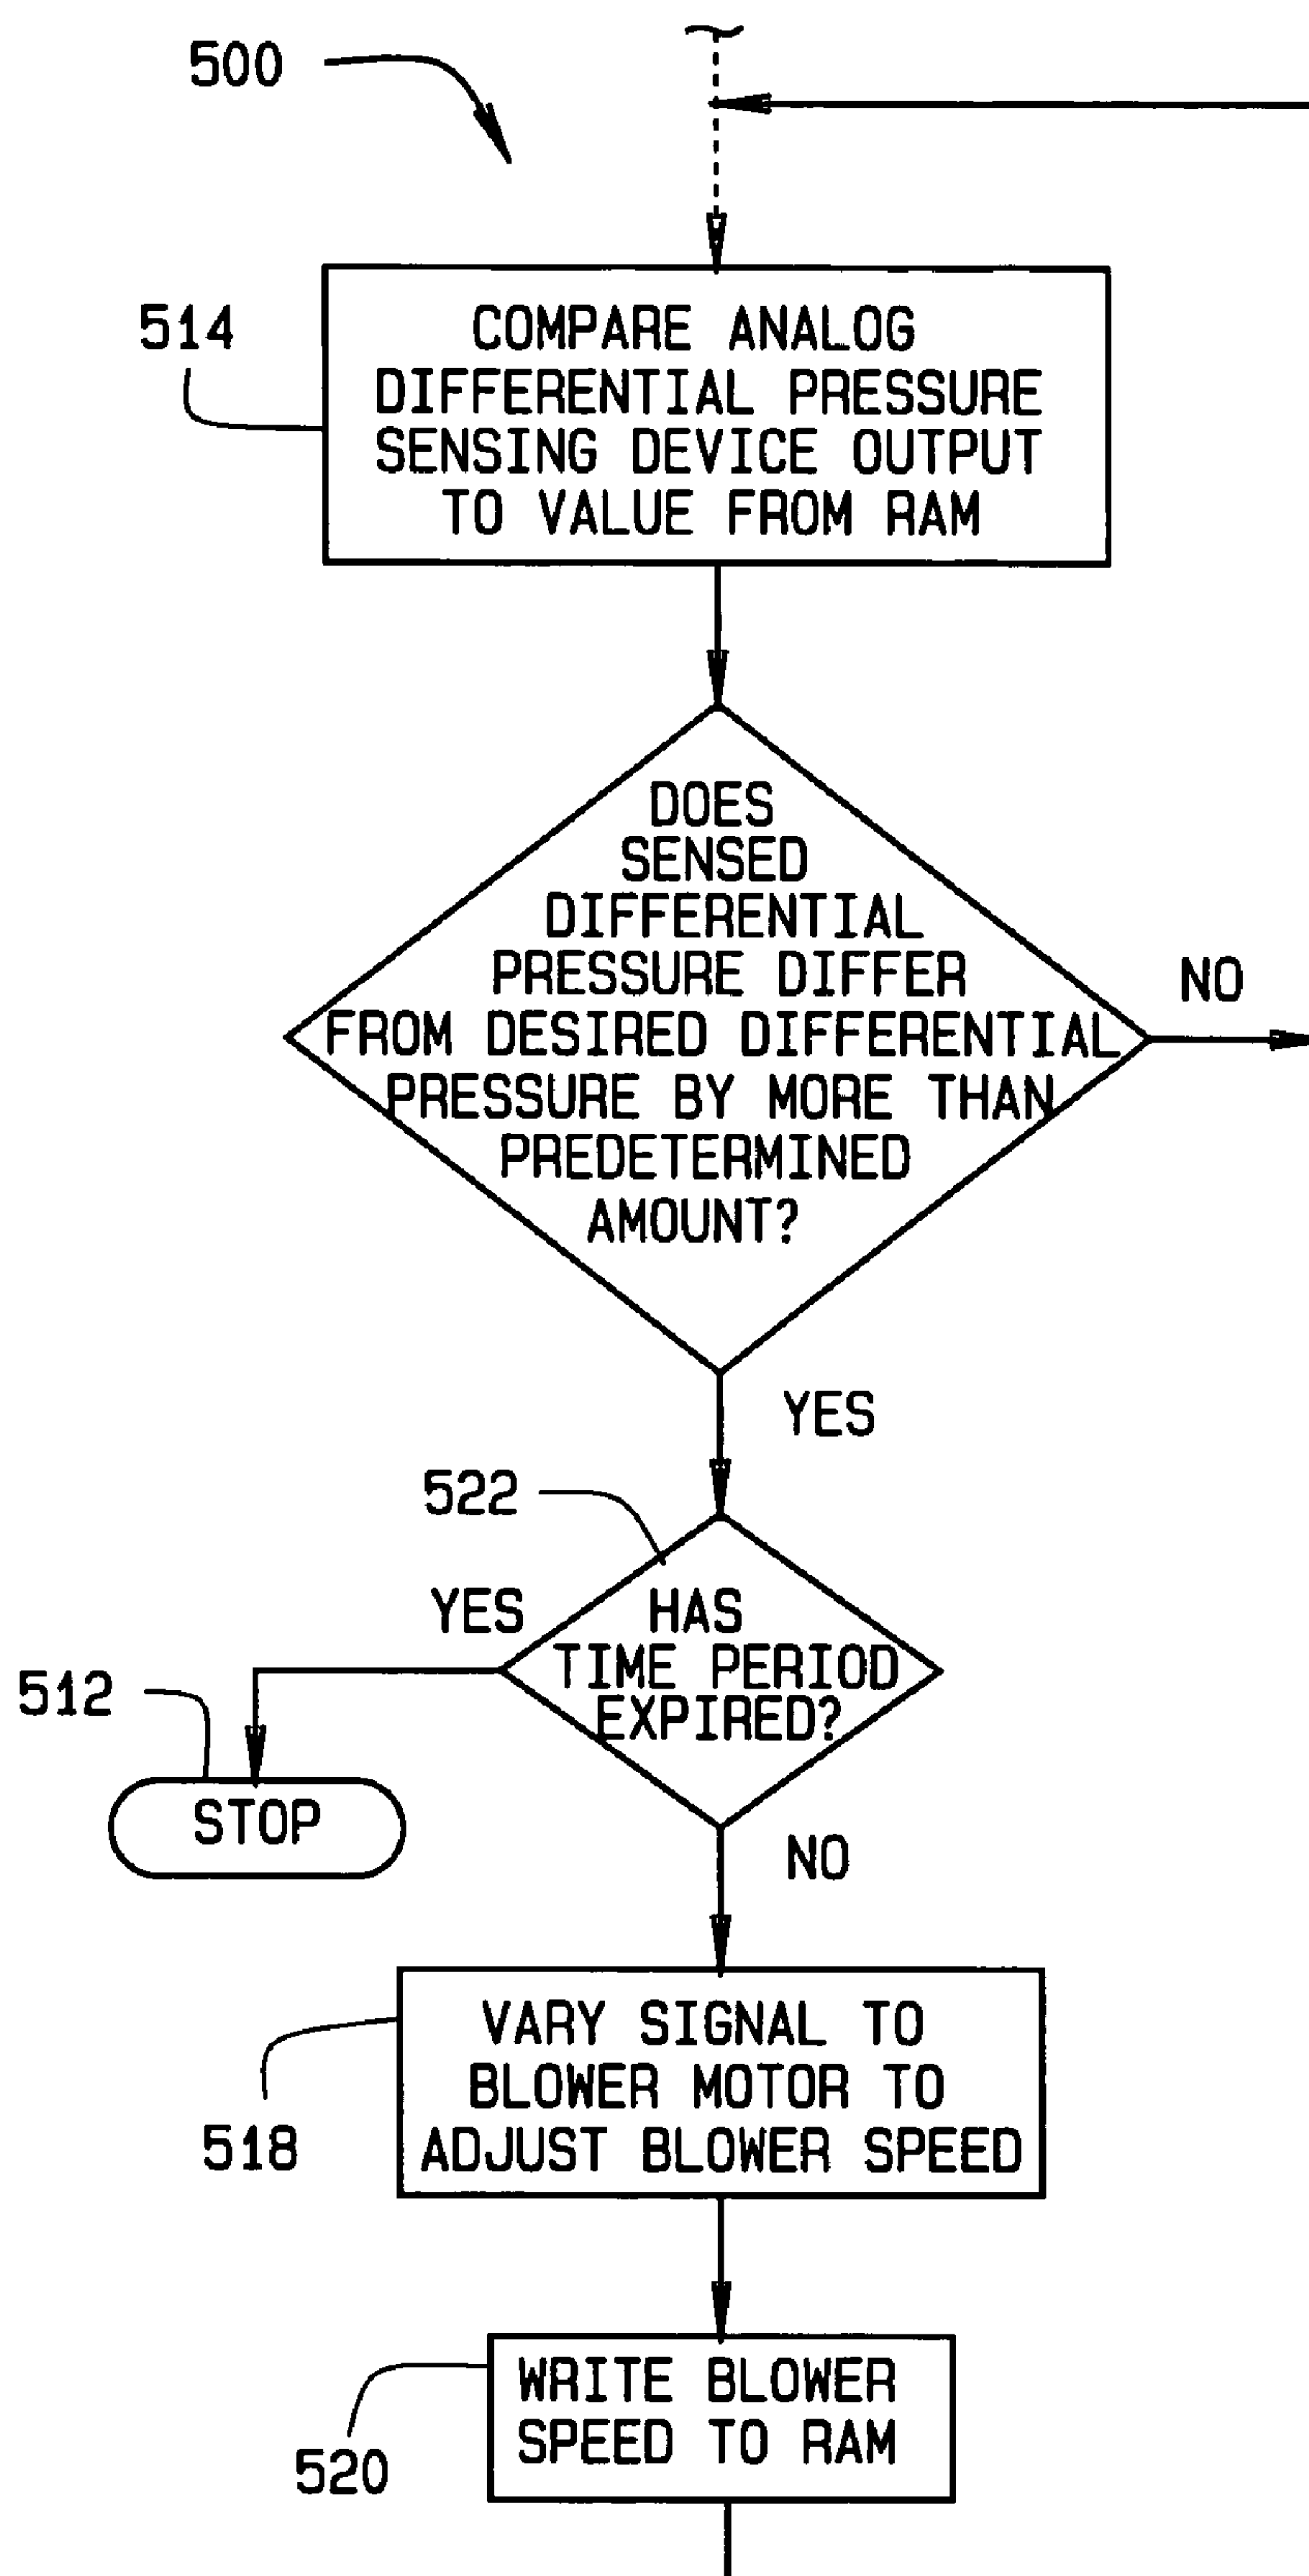 500
514
COMPARE ANALOG
DIFFERENTIAL PRESSURE
SENSING DEVICE OUTPUT
TO VALUE FROM RAM
DOES
SENSED
DIFFERENTIAL
PRESSURE DIFFER
FROM DESIRED DIFFERENTIAL
PRESSURE BY MORE THAN
PREDETERMINED
AMOUNT?
NO
YES
522
YES
HAS
TIME PERIOD
EXPIRED?
512
STOP
NO
VARY SIGNAL TO
BLOWER MOTOR TO
ADJUST BLOWER SPEED
518
WRITE BLOWER
SPEED TO RAM
520